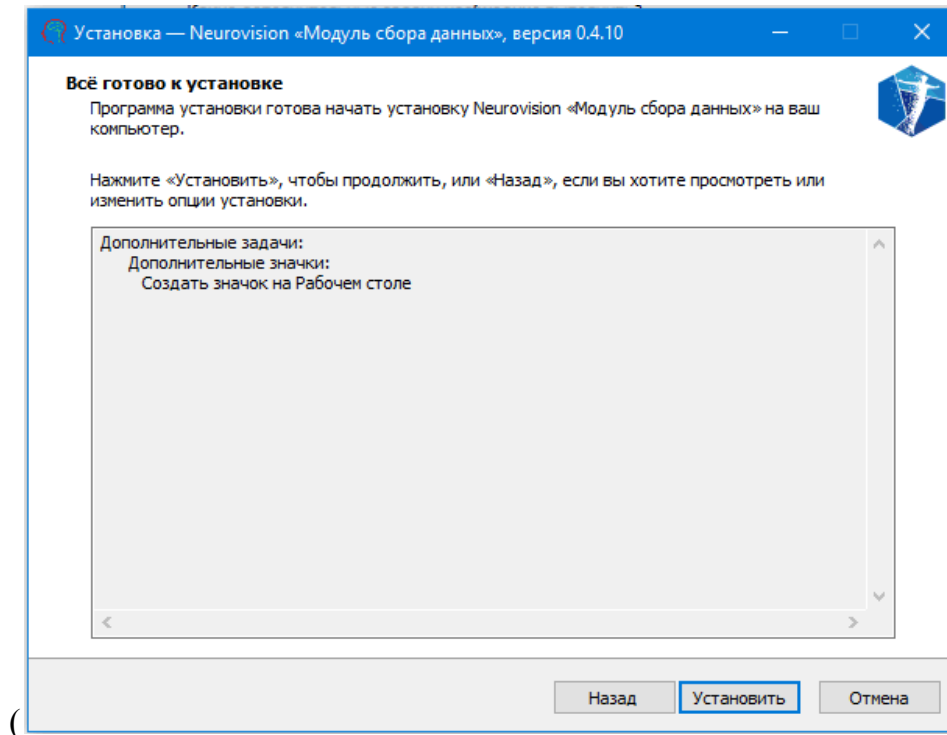 Установка — Neurovision «Модуль сбора данных», версия 0.4.10
Всё готово к установке
Программа установки готова начать установку Neurovision «Модуль сбора данных» на ваш
компьютер.
Нажмите «Установить», чтобы продолжить, или «Назад», если вы хотите просмотреть или
изменить опции установки.
Дополнительные задачи:
Дополнительные значки:
Создать значок на Рабочем столе
Назад
Установить
Отмена
(